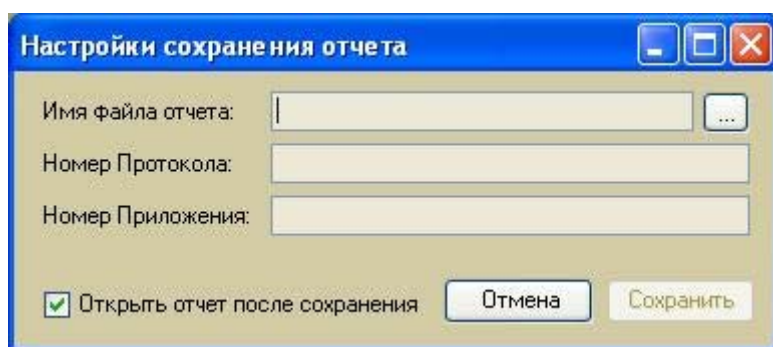 Настройки сохранения отчета
Имя файла отчета:
...
Номер Протокола:
Номер Приложения:
Открыть отчет после сохранения
Отмена
Сохранить